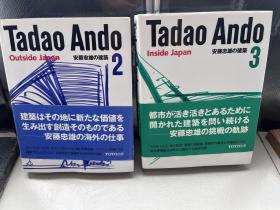 Tadao Ando
Outside Japan
安藤忠雄の建築
2
建築はその地に新たな価値を
生み出す創造そのものである
安藤忠雄の海外の仕事
TOTO出版
Tadao Ando
Inside Japan
安藤忠雄の建築
3
都市が活き活きとあるために
開かれた建築を問い続ける
安藤忠雄の挑戦の軌跡
TOTO出版